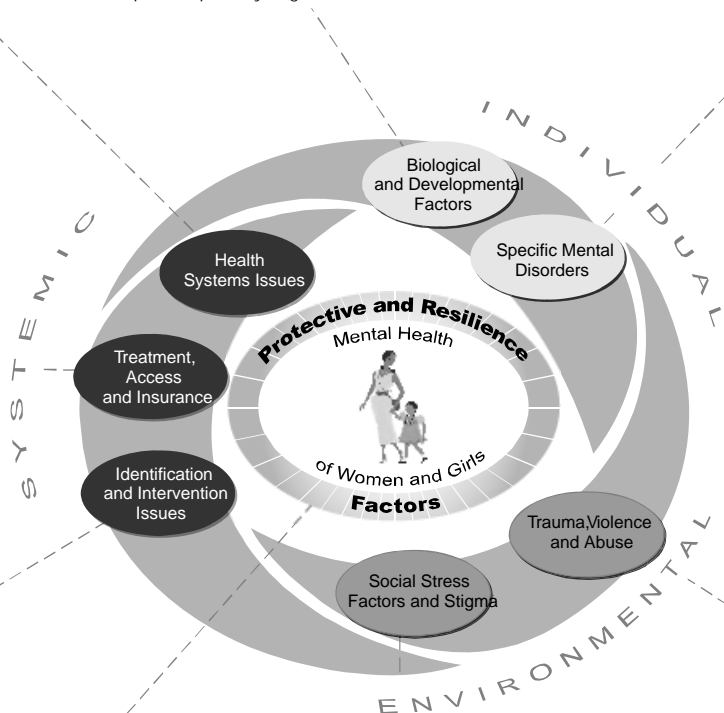 INDIVIDUAL
Biological
and Developmental
Factors
Specific Mental
Disorders
SYSTEMIC
Health
Systems Issues
Treatment,
Access
and Insurance
Identification
and Intervention
Issues
Protective and Resilience
Mental Health
of Women and Girls
Factors
Trauma,Violence
and Abuse
Social Stress
Factors and Stigma
ENVIRONMENTAL